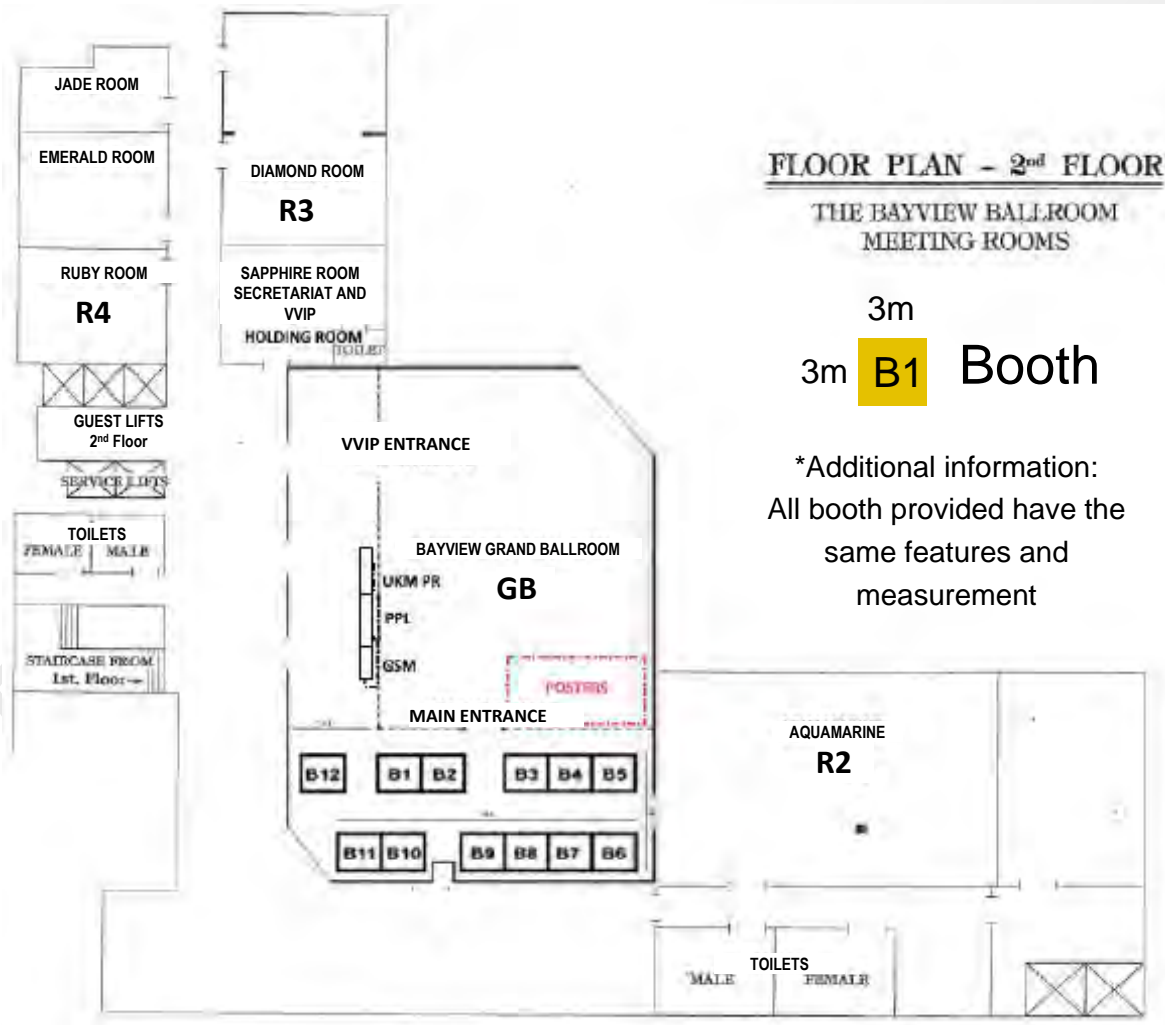 JADE ROOM
EMERALD ROOM
DIAMOND ROOM
R3
RUBY ROOM
R4
SAPPHIRE ROOM
SECRETARIAT AND
VVIP
HOLDING ROOM
TOILET
GUEST LIFTS
2nd Floor
SERVICE LIFTS
TOILETS
FEMALE MALE
STAIRCASE FROM
1st. Floor
FLOOR PLAN – 2nd FLOOR
THE BAYVIEW BALLROOM
MEETING ROOMS
3m
3m B1 Booth
*Additional information:
All booth provided have the
same features and
measurement
VVIP ENTRANCE
BAYVIEW GRAND BALLROOM
GB
UKM PR
PPL
GSM
POSTERS
MAIN ENTRANCE
B12 B1 B2 B3 B4 B5
B11 B10 B9 B8 B7 B6
AQUAMARINE
R2
TOILETS
MALE FEMALE